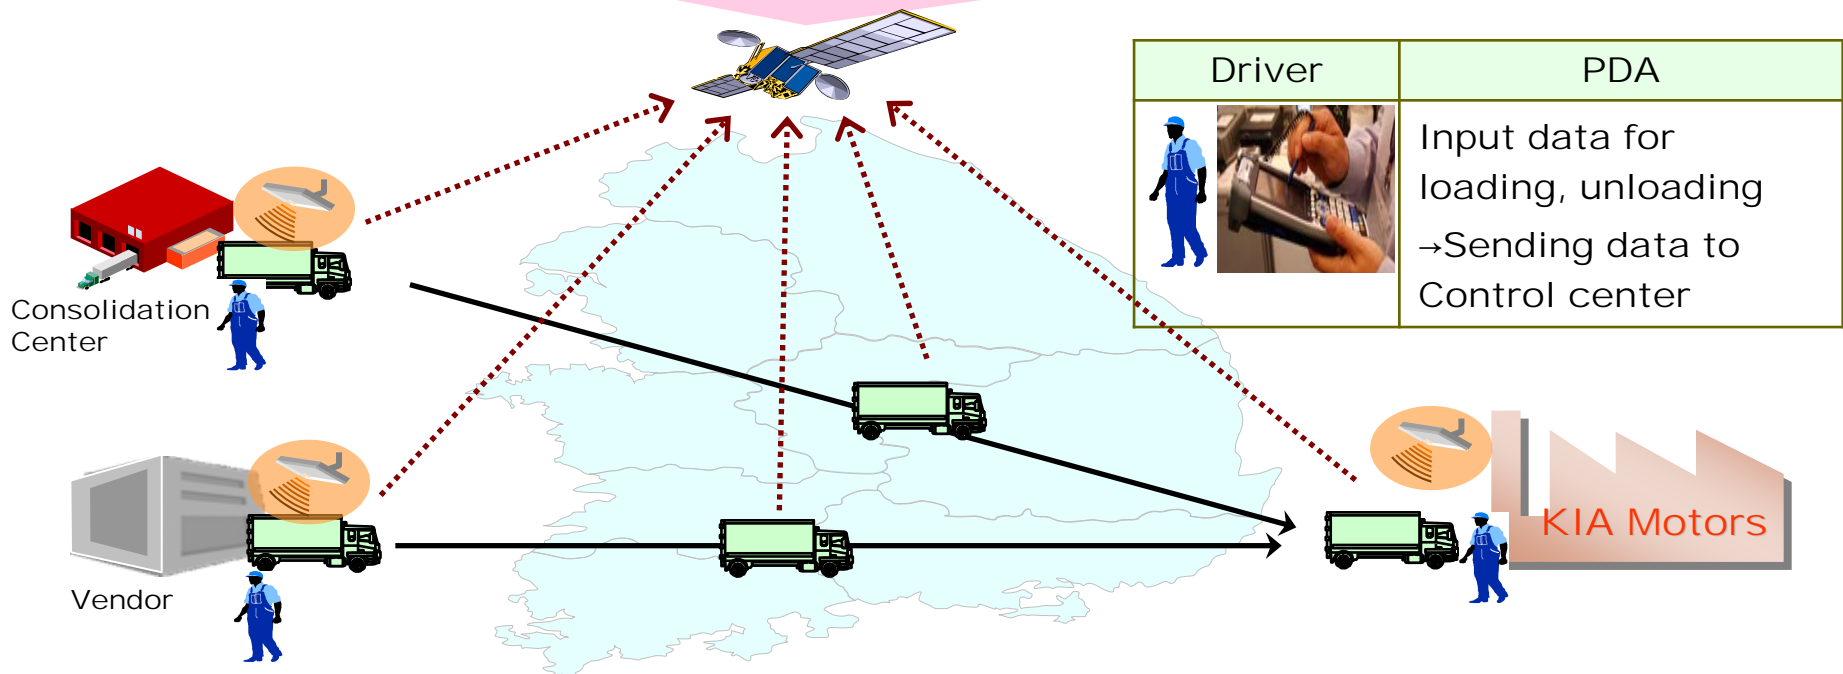 Driver
PDA
Input data for
loading, unloading
→Sending data to
Control center
Consolidation
Center
KIA Motors
Vendor